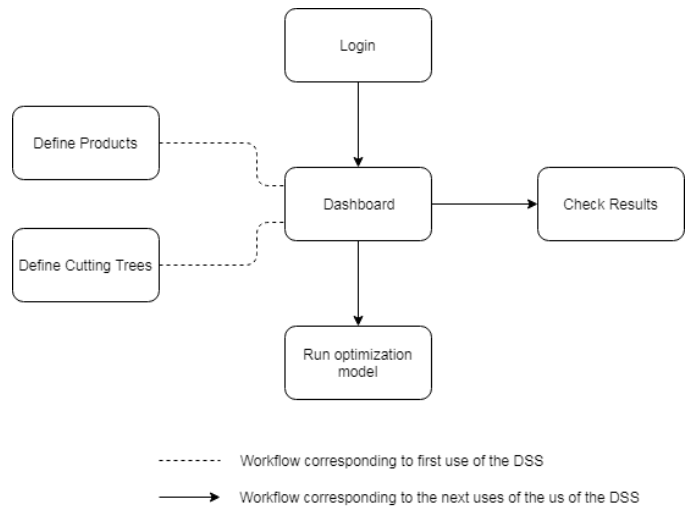 Login
Define Products
Dashboard
Check Results
Define Cutting Trees
Run optimization
model
Workflow corresponding to first use of the DSS
Workflow corresponding to the next uses of the us of the DSS